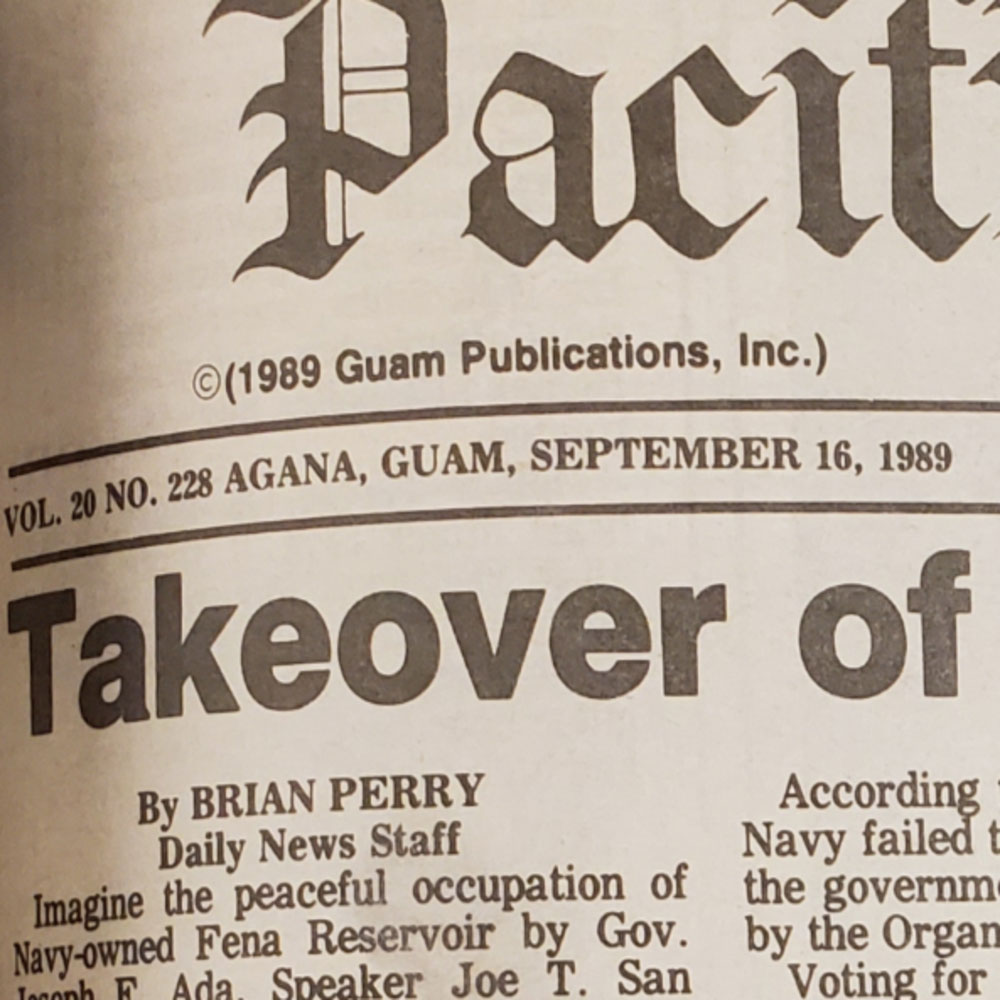 Pacif
©(1989 Guam Publications, Inc.)
VOL. 20 NO. 228 AGANA, GUAM, SEPTEMBER 16, 1989
Takeover of
By BRIAN PERRY
Daily News Staff
Imagine the peaceful occupation of
Navy-owned Fena Reservoir by Gov.
Joseph F. Ada, Speaker Joe T. San
According
Navy failed
the governm
by the Organ
Voting for